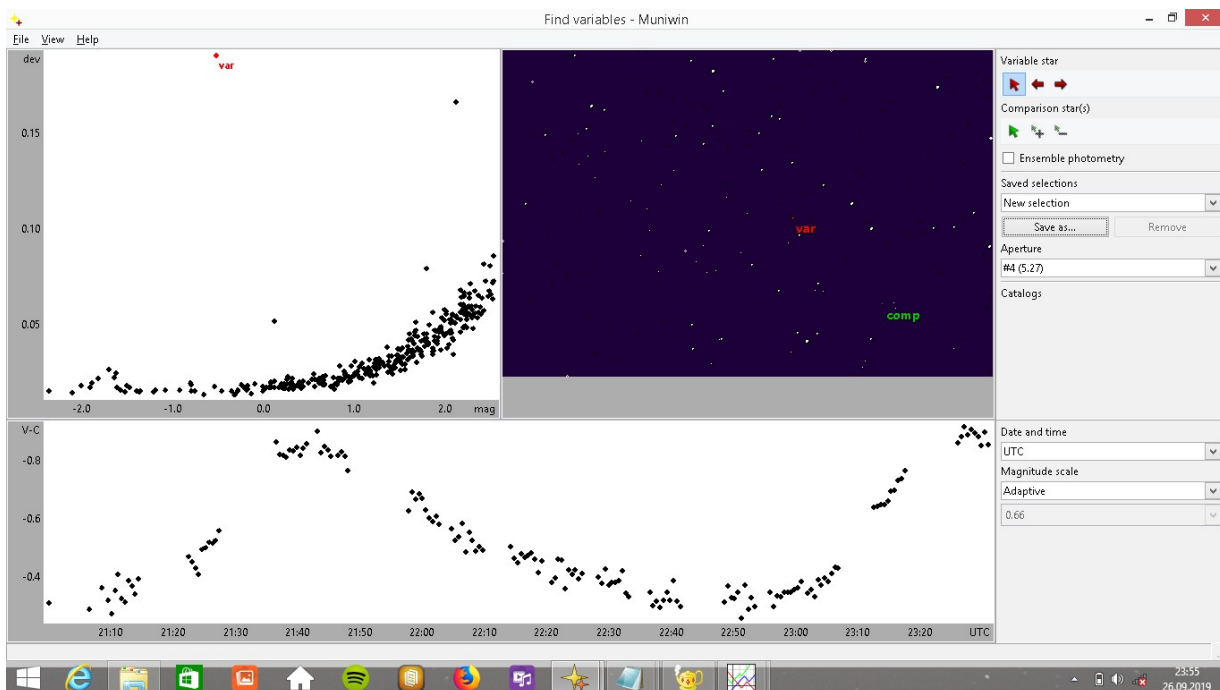 Find variables - Muniwin
File View Help
dev
var
0.15
0.10
0.05
-2.0 -1.0 0.0 1.0 2.0 mag
var
comp
Variable star
Comparison star(s)
Ensemble photometry
Saved selections
New selection
Save as... Remove
Aperture
#4 (5.27)
Catalogs
V-C
-0.8
-0.6
-0.4
21:10 21:20 21:30 21:40 21:50 22:00 22:10 22:20 22:30 22:40 22:50 23:00 23:10 23:20 UTC
Date and time
UTC
Magnitude scale
Adaptive
0.66
23:55
26.09.2019